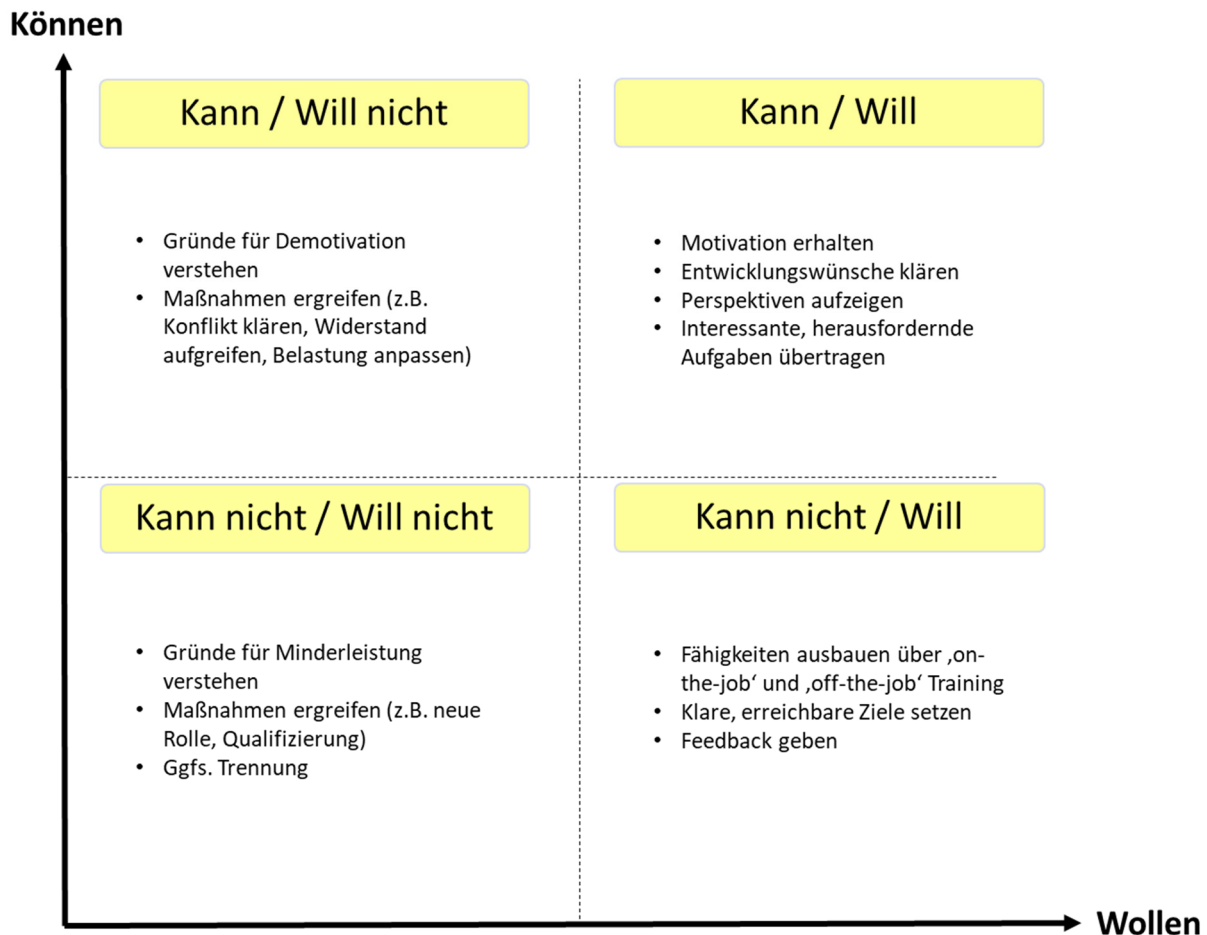 Können
Kann / Will nicht
• Gründe für Demotivation
verstehen
• Maßnahmen ergreifen (z.B.
Konflikt klären, Widerstand
aufgreifen, Belastung anpassen)
Kann / Will
• Motivation erhalten
• Entwicklungswünsche klären
• Perspektiven aufzeigen
• Interessante, herausfordernde
Aufgaben übertragen
Kann nicht / Will nicht
• Gründe für Minderleistung
verstehen
• Maßnahmen ergreifen (z.B. neue
Rolle, Qualifizierung)
• Ggfs. Trennung
Kann nicht / Will
• Fähigkeiten ausbauen über ‚on-
the-job‘ und ‚off-the-job‘ Training
• Klare, erreichbare Ziele setzen
• Feedback geben
Wollen